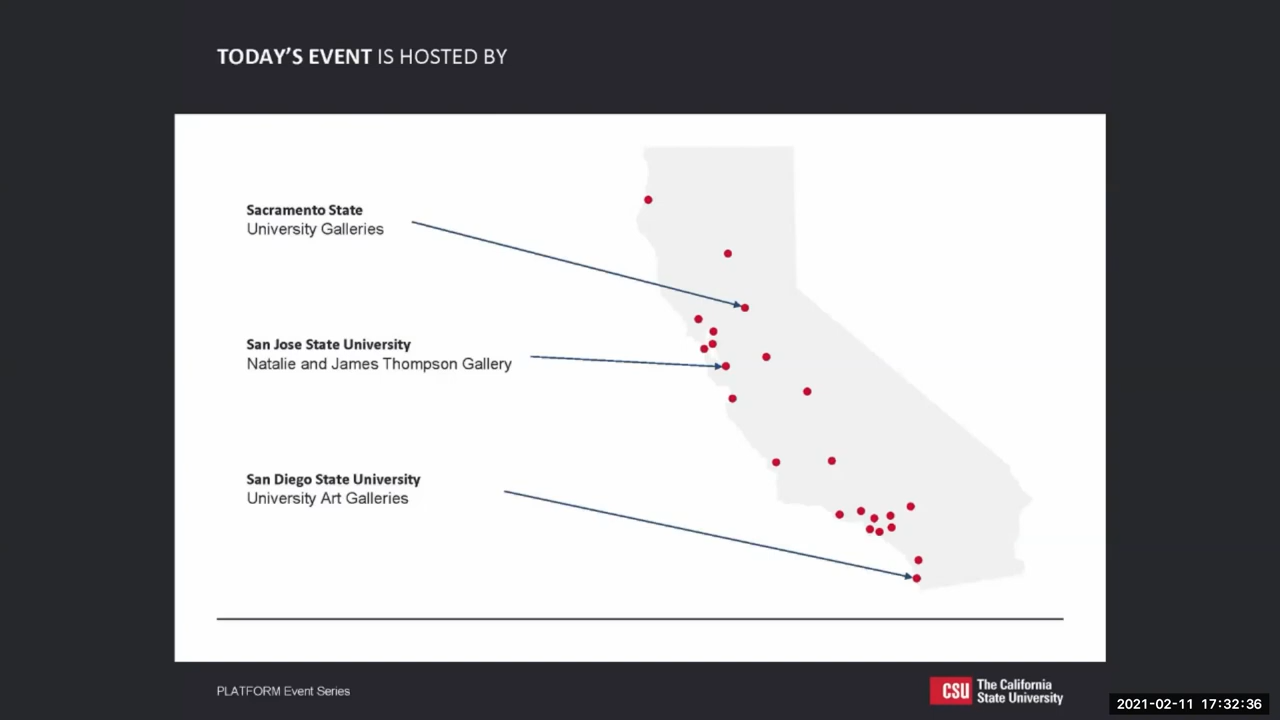 TODAY'S EVENT IS HOSTED BY
Sacramento State
University Galleries
San Jose State University
Natalie and James Thompson Gallery
San Diego State University
University Art Galleries
PLATFORM Event Series
CSU
The California
State University
2021-02-11 17:32:36